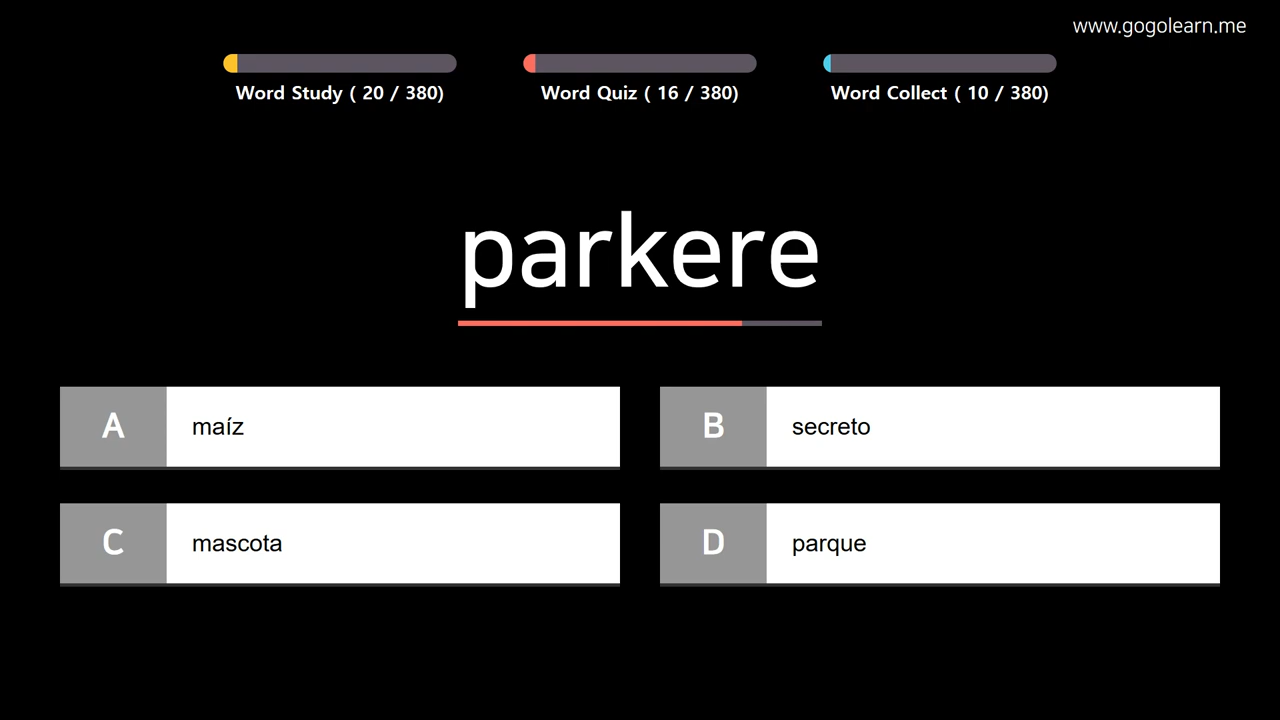 www.gogolearn.me
Word Study ( 20 / 380)
Word Quiz ( 16 / 380)
Word Collect ( 10 / 380)
parkere
A maíz
B secreto
C mascota
D parque